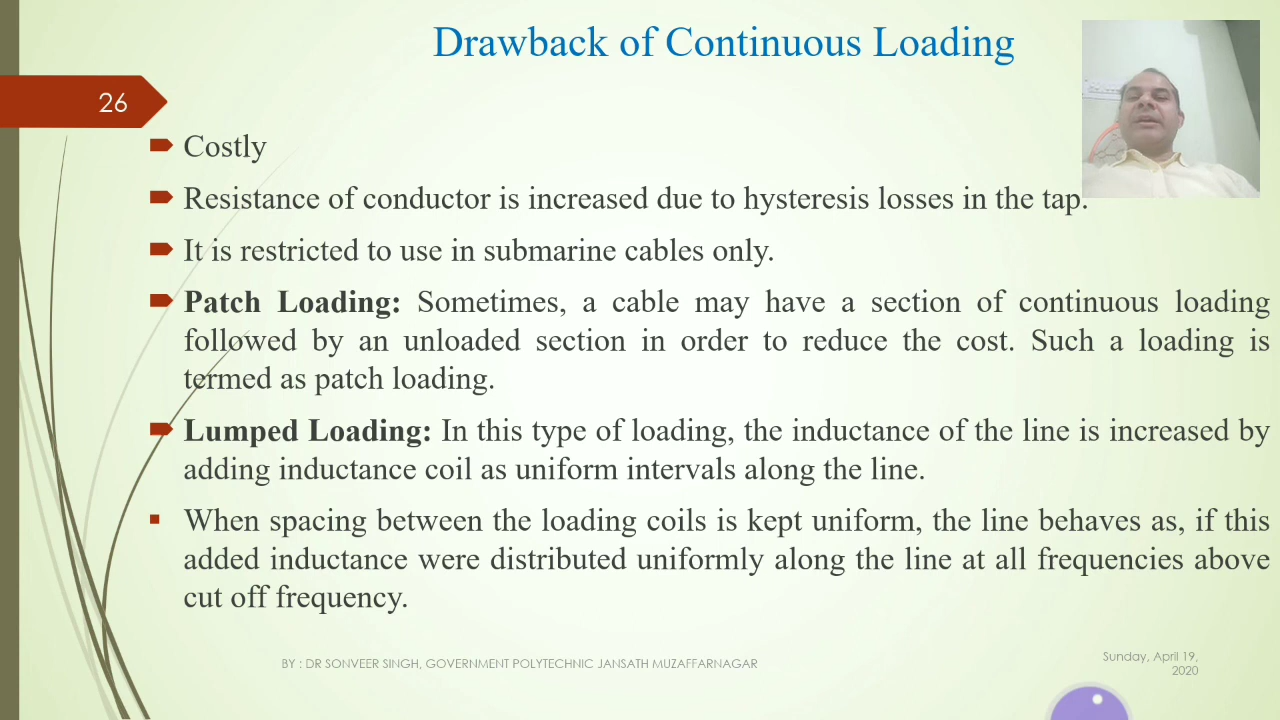 Drawback of Continuous Loading
26
Costly
Resistance of conductor is increased due to hysteresis losses in the tap.
It is restricted to use in submarine cables only.
Patch Loading: Sometimes, a cable may have a section of continuous loading
followed by an unloaded section in order to reduce the cost. Such a loading is
termed as patch loading.
Lumped Loading: In this type of loading, the inductance of the line is increased by
adding inductance coil as uniform intervals along the line.
When spacing between the loading coils is kept uniform, the line behaves as, if this
added inductance were distributed uniformly along the line at all frequencies above
cut off frequency.
BY : DR SONVEER SINGH, GOVERNMENT POLYTECHNIC JANSATH MUZAFFARNAGAR
Sunday, April 19,
2020